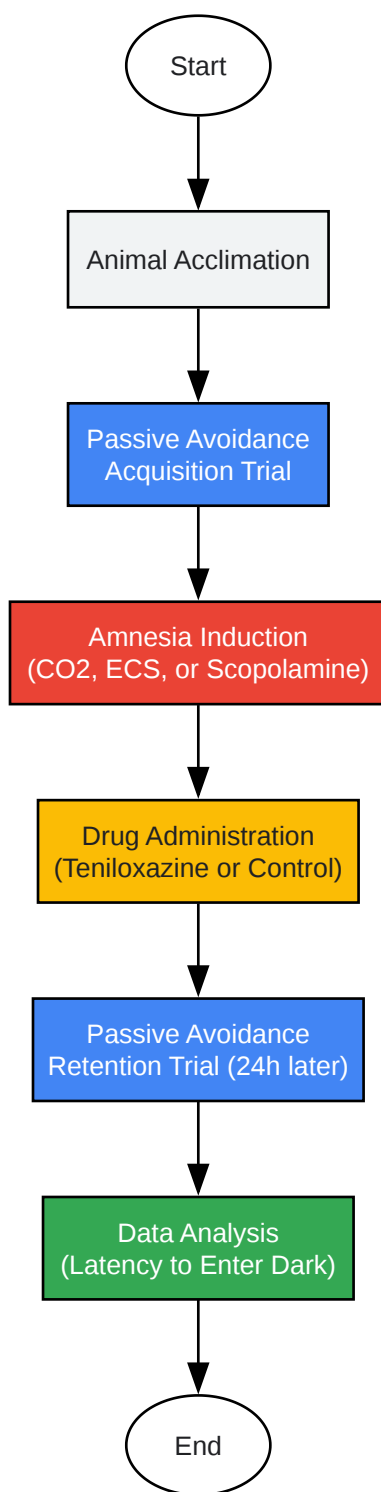 Start
Animal Acclimation
Passive Avoidance
Acquisition Trial
Amnesia Induction
(CO2, ECS, or Scopolamine)
Drug Administration
(Teniloxazine or Control)
Passive Avoidance
Retention Trial (24h later)
Data Analysis
(Latency to Enter Dark)
End